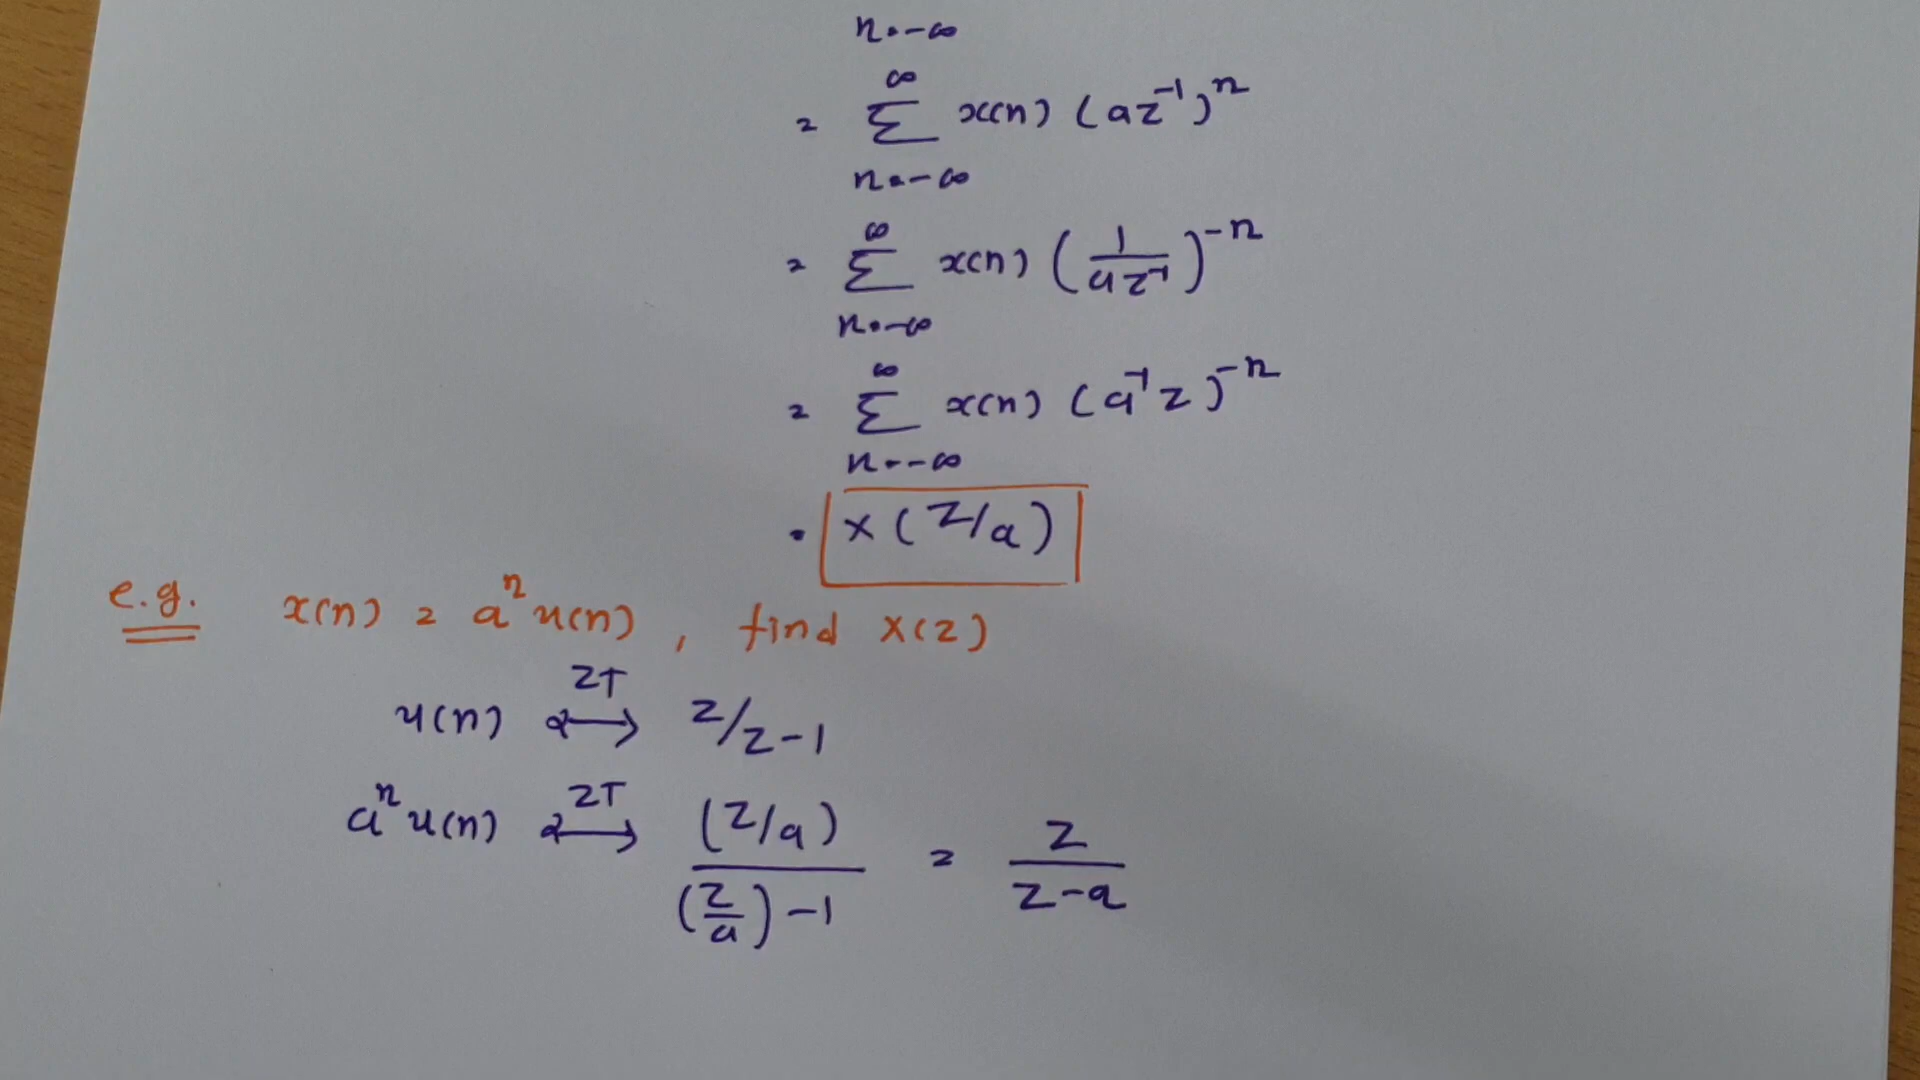 n=-∞
= ∞ Σ n=-∞ x(n) (az⁻¹)ⁿ
= ∞ Σ n=-∞ x(n) (1/az⁻¹)⁻ⁿ
= ∞ Σ n=-∞ x(n) (a⁻¹z)⁻ⁿ
= X(Z/a)
e.g. x(n) = aⁿu(n), find X(z)
u(n) ZT ↔ z/z-1
aⁿu(n) ZT ↔ (z/a)/(z/a)-1 = z/z-a